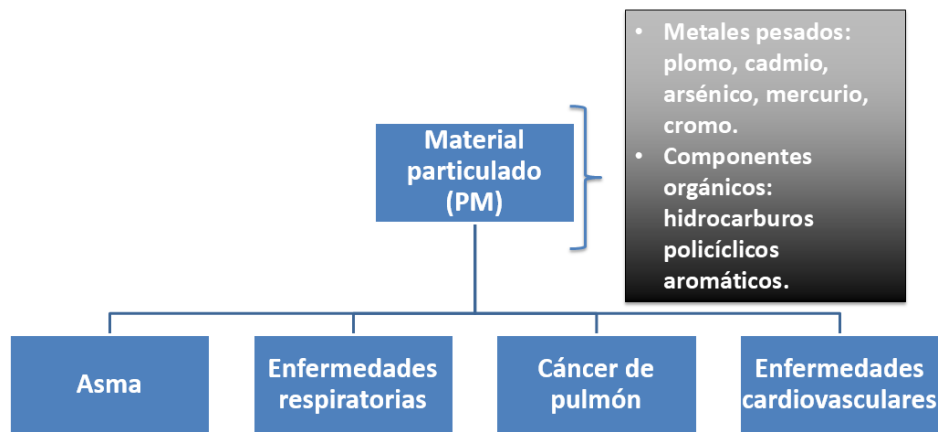 • Metales pesados:
plomo, cadmio,
arsénico, mercurio,
cromo.
• Componentes
orgánicos:
hidrocarburos
policíclicos
aromáticos.
Material
particulado
(PM)
Asma
Enfermedades
respiratorias
Cáncer de
pulmón
Enfermedades
cardiovasculares